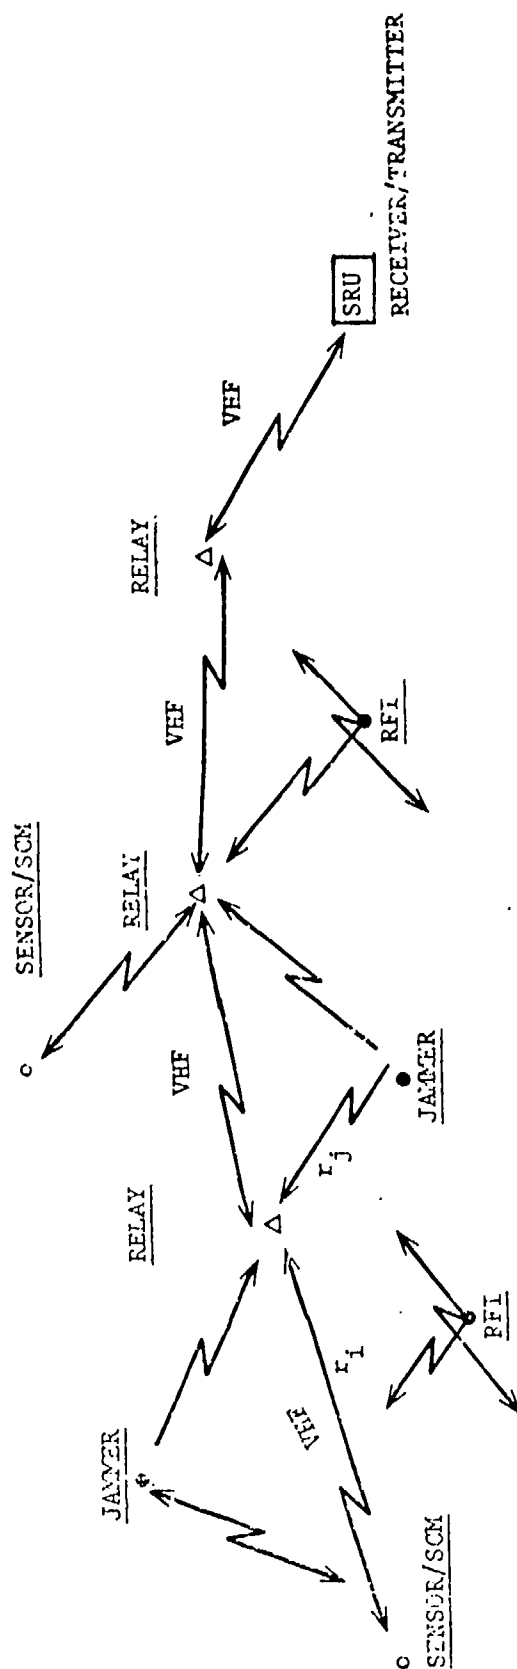 SENSOR/SCM
JAMMER
VHF
r_i
RELAY
RFI
r_j
JAMMER
VHF
SENSOR/SCM
RELAY
VHF
RFI
RELAY
VHF
SRU
RECEIVER/TRANSMITTER